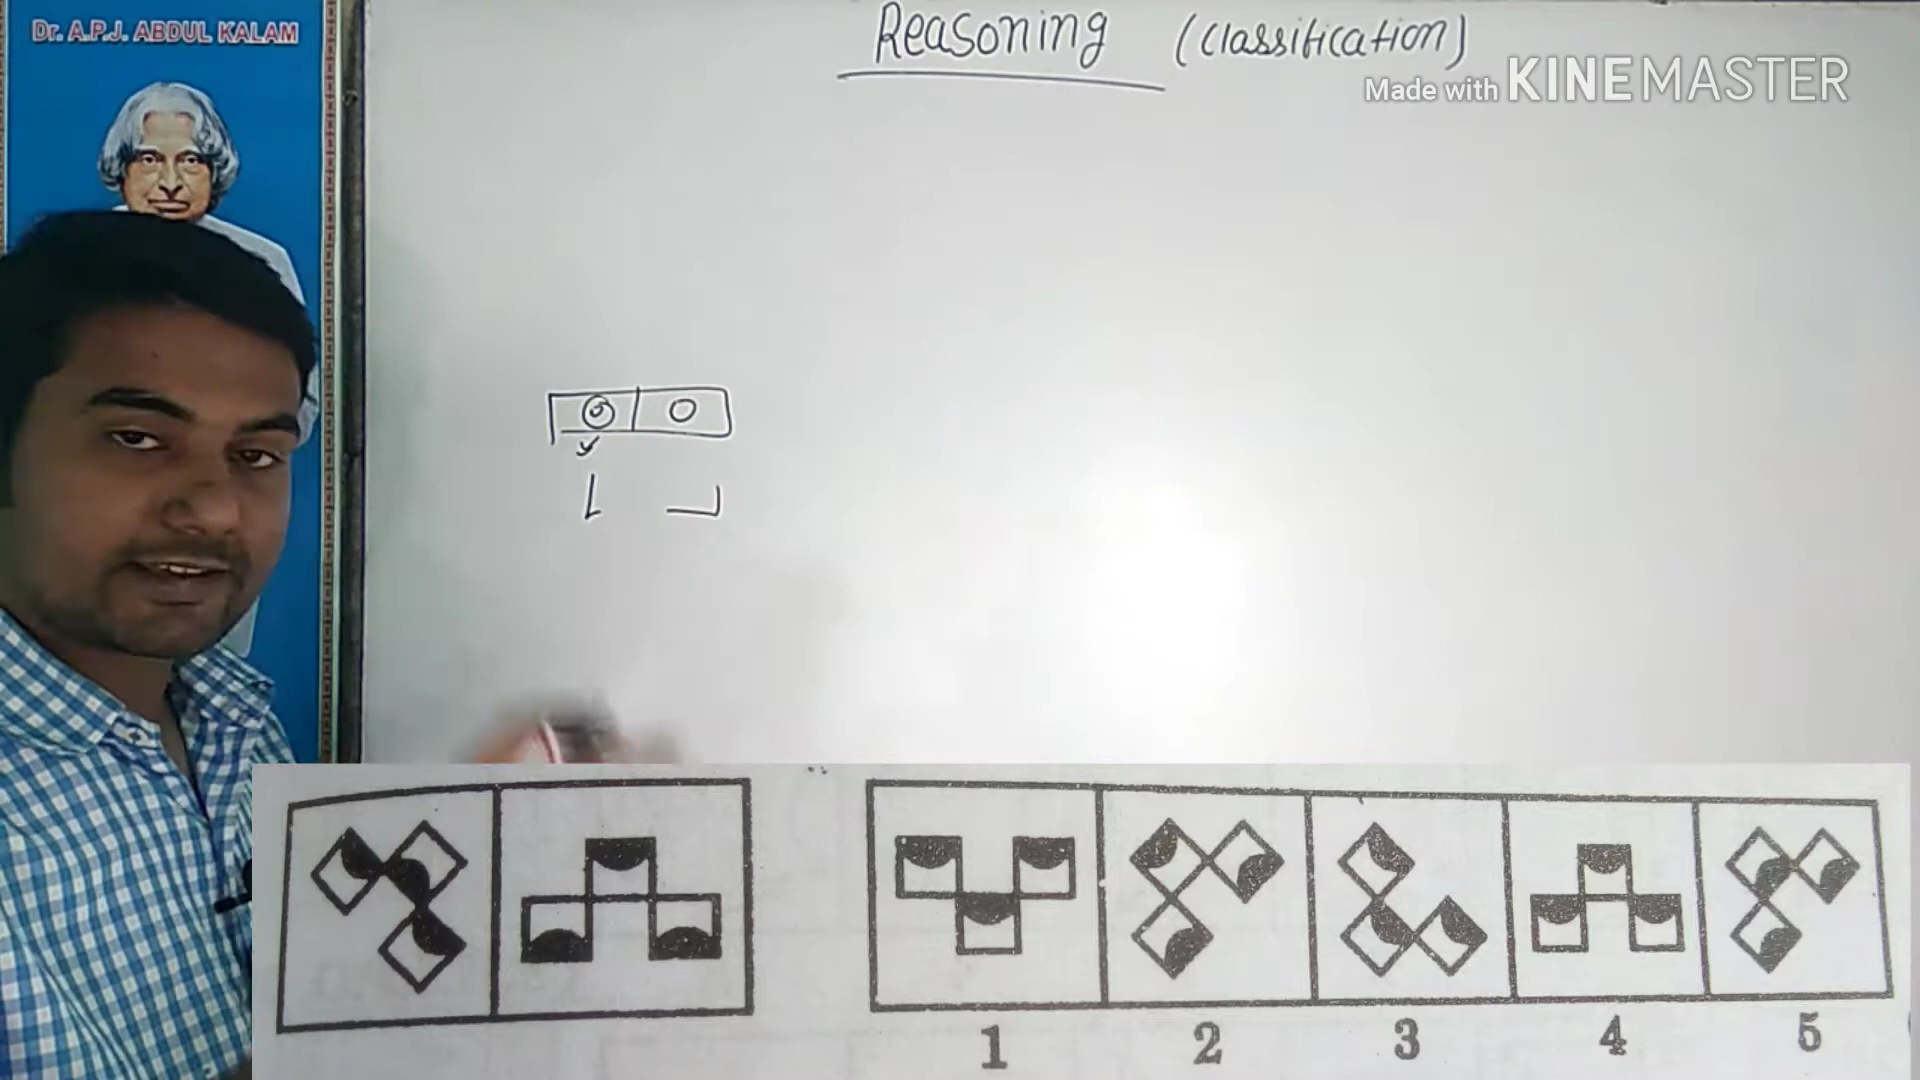 Dr. A.P.J. ABDUL KALAM
Reasoning (classification)
Made with KINEMASTER
1 2 3 4 5